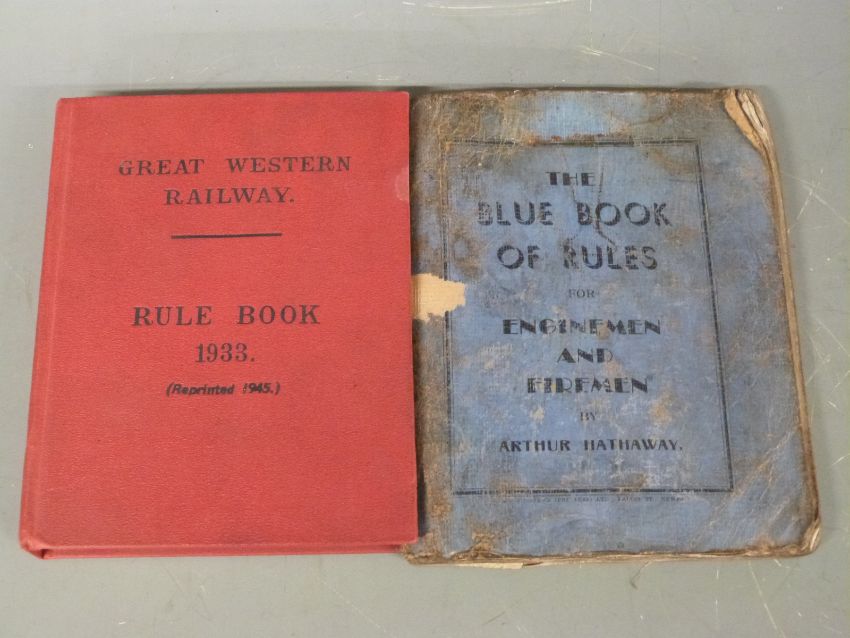 GREAT WESTERN
RAILWAY.
RULE BOOK
1933.
(Reprinted 1945.)
THE
BLUE BOOK
OF RULES
FOR
ENGINEMEN
AND
FIREMEN
BY
ARTHUR HATHAWAY.